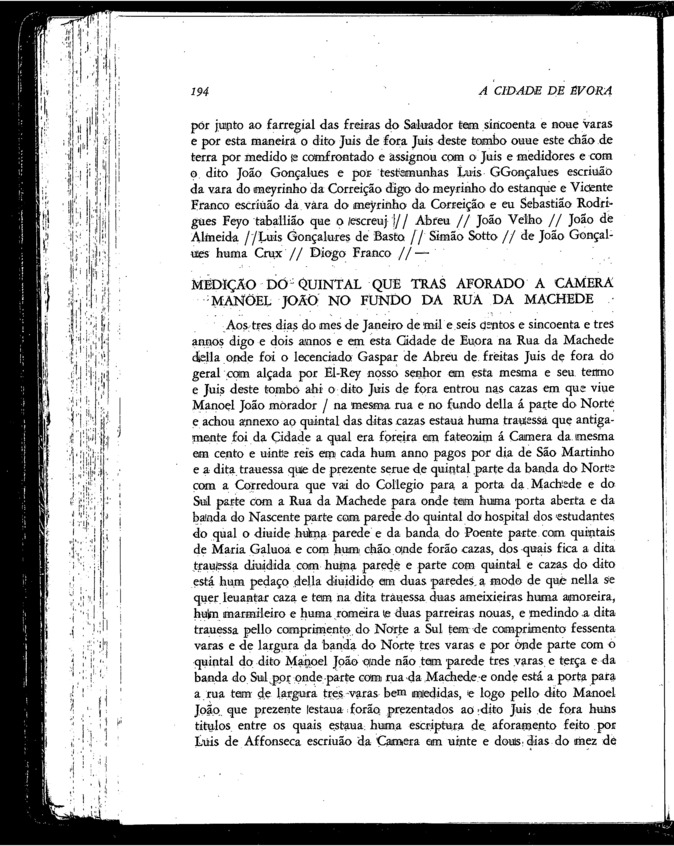 194
A CIDADE DE ÉVORA
por junto ao farregial das freiras do Saluador tem sincoenta e noue varas
e por esta maneira o dito Juis de fora Juis deste tombo ouue este chão de
terra por medido e comfrontado e assignou com o Juis e medidores e com
o dito João Gonçalues e por testemunhas Luis GGonçalues escriuão
da vara do meyrinho da Correição digo do meyrinho do estanque e Vicente
Franco escriuão da vara do meyrinho da Correição e eu Sebastião Rodri-
gues Feyo taballião que o escreuj // Abreu // João Velho // João de
Almeida // Luis Gonçalures de Basto // Simão Sotto // de João Gonçal-
ues huma Crux // Diogo Franco // —
MEDIÇÃO DO QUINTAL QUE TRAS AFORADO A CAMERA
MANOEL JOÃO NO FUNDO DA RUA DA MACHEDE
Aos tres dias do mes de Janeiro de mil e seis centos e sincoenta e tres
annos digo e dois annos e em esta Cidade de Euora na Rua da Machede
della onde foi o lecenciado Gaspar de Abreu de freitas Juis de fora do
geral com alçada por El-Rey nosso senhor em esta mesma e seu termo
e Juis deste tombo ahi o dito Juis de fora entrou nas cazas em que viue
Manoel João morador / na mesma rua e no fundo della á parte do Norte
e achou annexo ao quintal das ditas cazas estaua huma trauessa que antiga-
mente foi da Cidade a qual era foreira em fateozim á Camera da mesma
em cento e uinte reis em cada hum anno pagos por dia de São Martinho
e a dita trauessa que de prezente serue de quintal parte da banda do Norte
com a Corredoura que vai do Collegio para a porta da Machede e do
Sul parte com a Rua da Machede para onde tem huma porta aberta e da
banda do Nascente parte com parede do quintal do hospital dos estudantes
do qual o diuide huma parede e da banda do Poente parte com quintais
de Maria Galuoa e com hum chão onde forão cazas, dos quais fica a dita
trauessa diuidida com huma parede e parte com quintal e cazas do dito
está hum pedaço della diuidido em duas paredes a modo de que nella se
quer leuantar caza e tem na dita trauessa duas ameixieiras huma amoreira,
hum marmileiro e huma romeira e duas parreiras nouas, e medindo a dita
trauessa pello comprimento do Norte a Sul tem de comprimento fessenta
varas e de largura da banda do Norte tres varas e por onde parte com o
quintal do dito Manoel João onde não tem parede tres varas e terça e da
banda do Sul por onde parte com rua da Machede e onde está a porta para
a rua tem de largura tres varas bem medidas, e logo pello dito Manoel
João que prezente estaua forão prezentados ao dito Juis de fora huns
titulos entre os quais estaua huma escriptura de aforamento feito por
Luis de Affonseca escriuão da Camera em uinte e dous dias do mez de